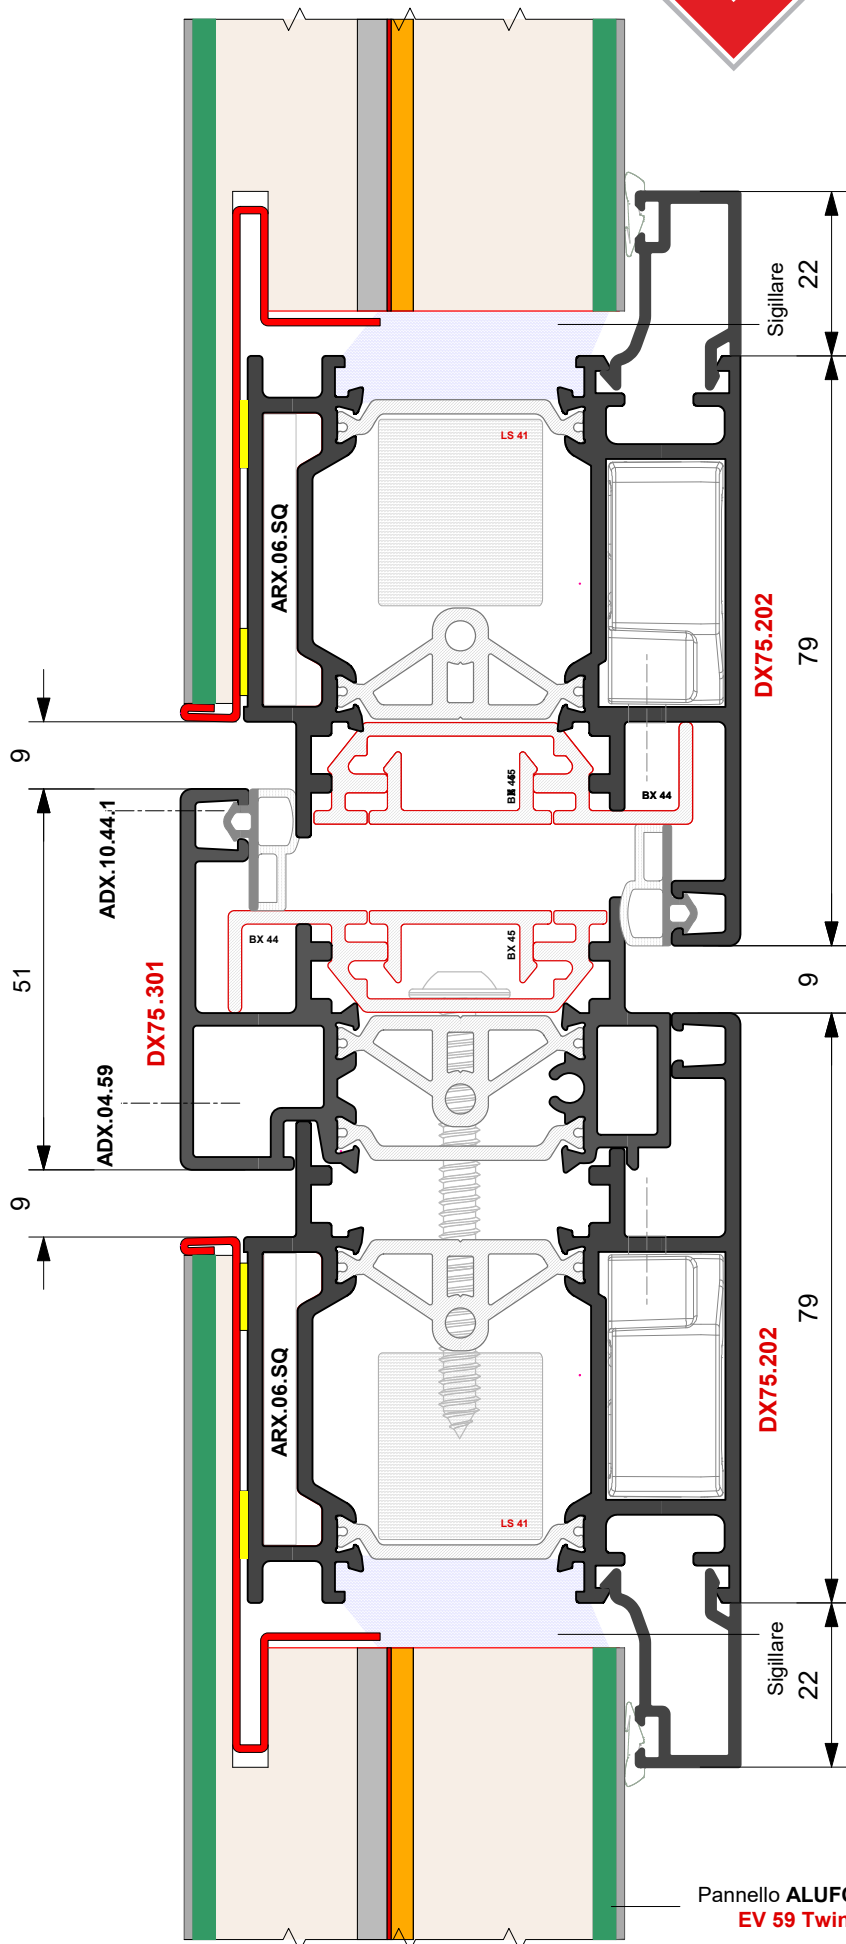 Sigillare
22
LS 41
ARX.06.SQ
DX75.202
79
9
BX 44
ADX.10.44.1
51
BX 44
BX 45
DX75.301
9
ADX.04.59
9
ARX.06.SQ
79
DX75.202
LS 41
Sigillare
22
Pannello
EV 59 Twin